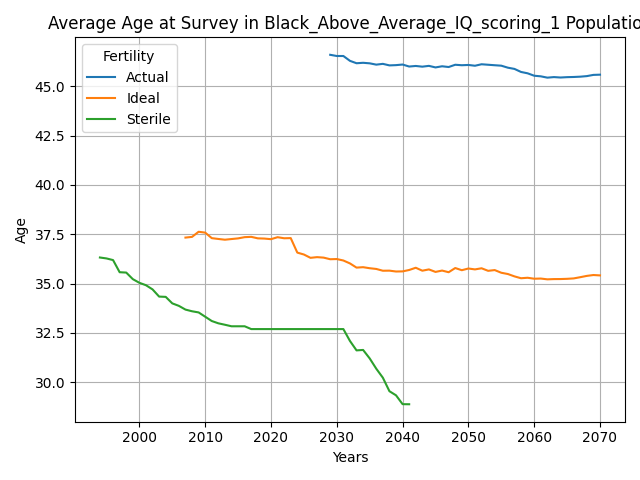 Average Age at Survey in Black_Above_Average_IQ_scoring_1 Populatio
Fertility
Actual
Ideal
Sterile
Age
45.0
42.5
40.0
37.5
35.0
32.5
30.0
2000 2010 2020 2030 2040 2050 2060 2070
Years